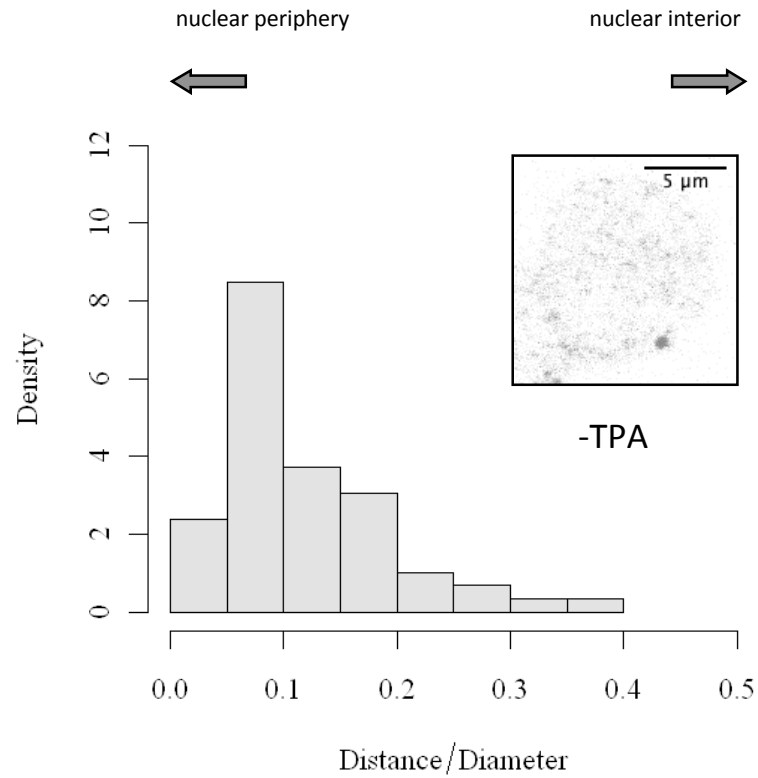 nuclear periphery
nuclear interior
12
10
8
6
4
2
0
Density
5 µm
-TPA
0.0 0.1 0.2 0.3 0.4 0.5
Distance/Diameter